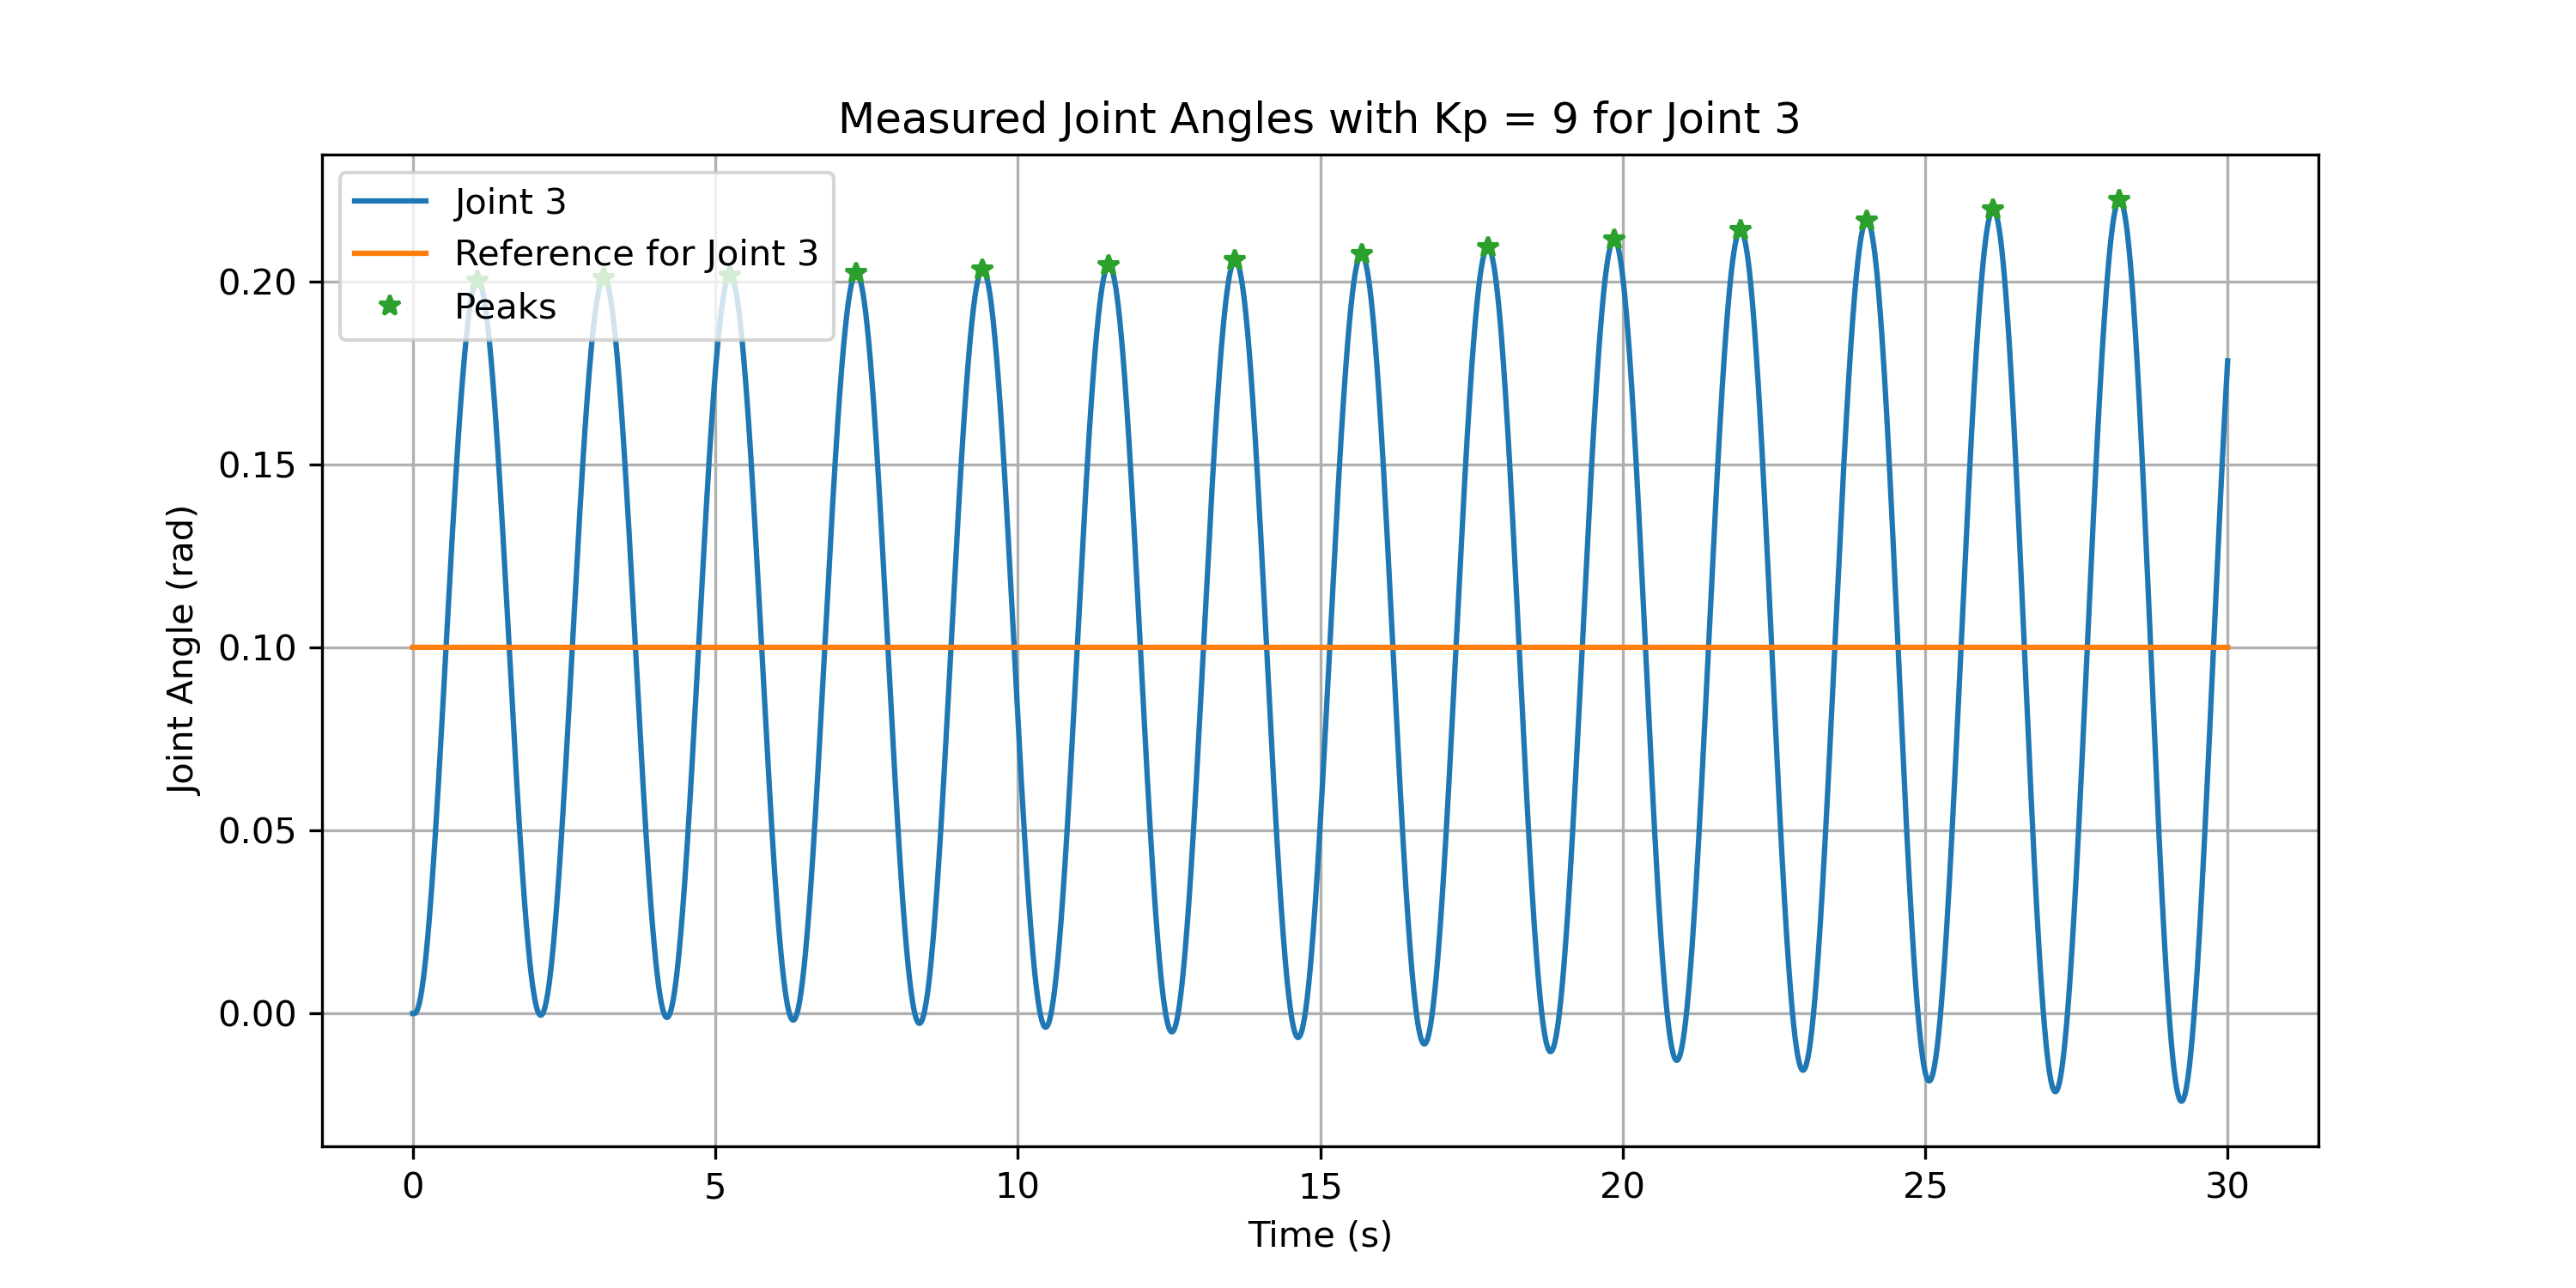 Measured Joint Angles with Kp = 9 for Joint 3
Joint 3
Reference for Joint 3
Peaks
Joint Angle (rad)
0.20
0.15
0.10
0.05
0.00
0 5 10 15 20 25 30
Time (s)